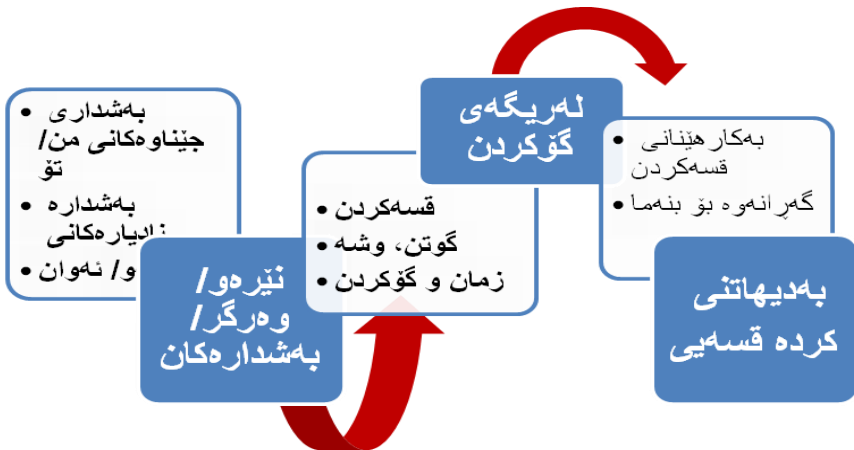 بەشداری
جێناوەکانی من/
تۆ
بەشدارە
نادیارەکانی
و/ ئەوان
نێرەو/
وەرگر/
بەشدارەکان
قسەکردن
گوتن، وشە
زمان و گۆکردن
لەریگەی
گۆکردن
بەکارهێنانی
قسەکردن
گەڕانەوە بۆ بنەما
بەدیهاتنی
کردە قسەیی